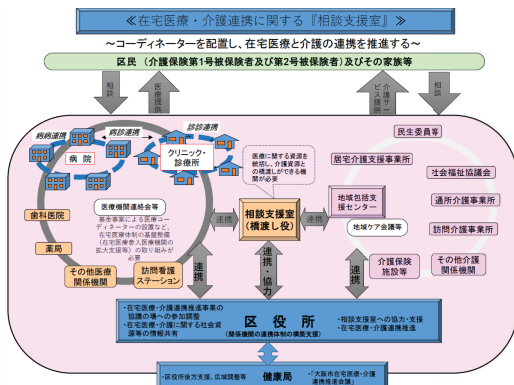 ≪在宅医療・介護連携に関する『相談支援室』≫
～コーディネーターを配置し、在宅医療と介護の連携を推進する～
区民 （介護保険第1号被保険者及び第2号被保険者）及びその家族等
相談
医療提供
介護サービス提供
相談
病病連携
病診連携
診診連携
病 院
クリニック・
診療所
医療に関する資源を
統括し、介護資源と
の橋渡しができる機
関が必要
民生委員等
居宅介護支援事業所
社会福祉協議会
医療機関連絡会等
基金事業による医療コー
ディネーターの設置など、
在宅医療体制の基盤整備
（在宅医療参入医療機関の
拡大支援等）の取り組みが
必要
連携
相談支援室
（橋渡し役）
連携
地域包括支
援センター
地域ケア会議等
通所介護事業所
訪問介護事業所
歯科医院
薬局
その他医療
関係機関
訪問看護
ステーション
介護保険
施設等
その他介護
関係機関
連携
連携・協力
連携
・在宅医療・介護連携推進事業の
協議の場への参加調整
・在宅医療・介護に関する社会資
源等の情報共有
区 役 所
（関係機関の連携体制の構築支援）
・相談支援室への協力・支援
・在宅医療・介護連携推進
・区役所後方支援、広域調整等
健康局
・「大阪市在宅医療・介護
連携推進会議」